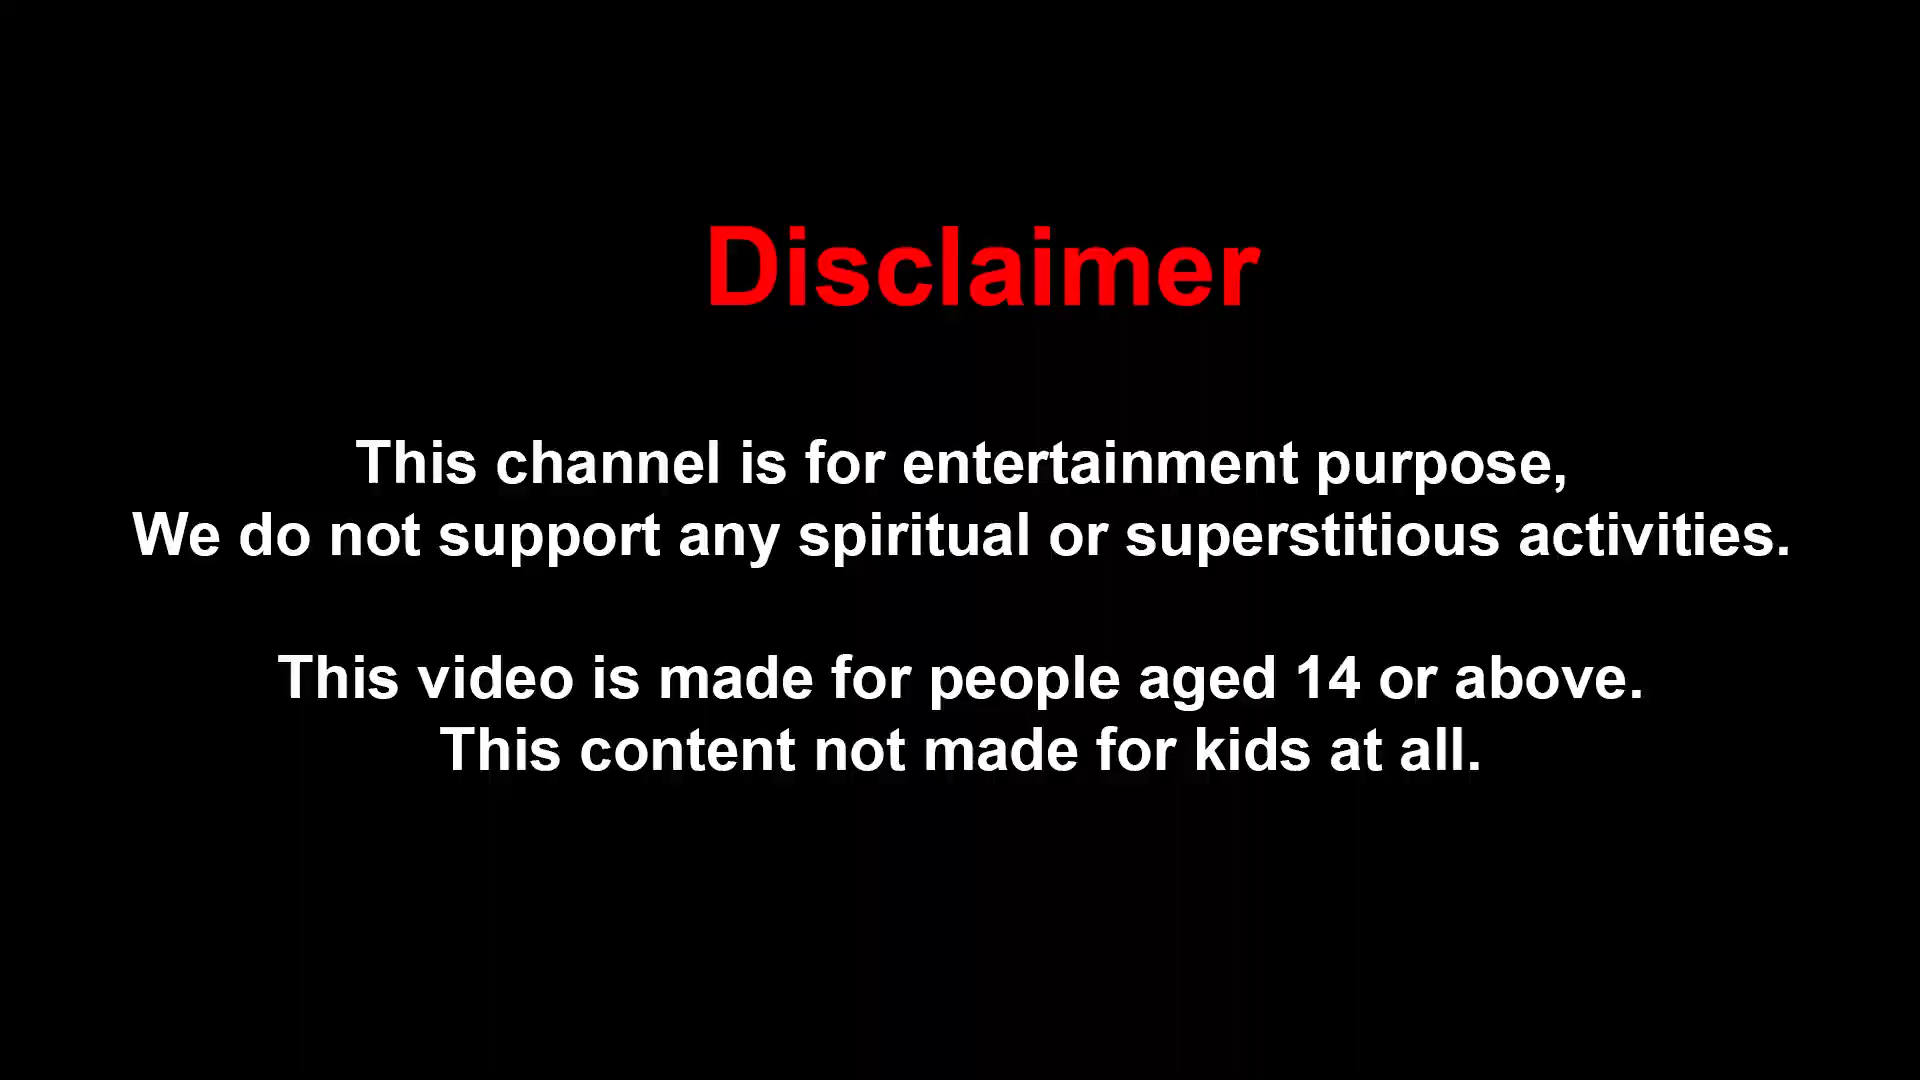 Disclaimer
This channel is for entertainment purpose,
We do not support any spiritual or superstitious activities.
This video is made for people aged 14 or above.
This content not made for kids at all.